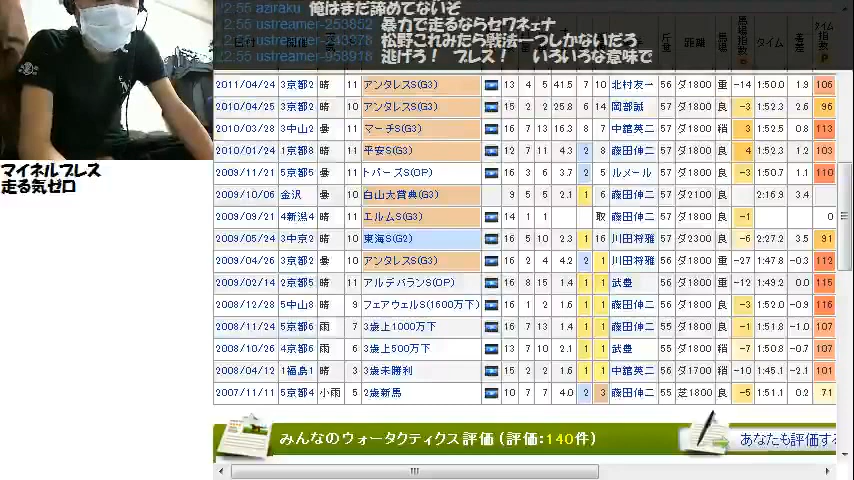 12:55 aziraku 俺はまだ諦めてないぞ
12:55 ustreamer-253852 暴力で走るならセワネェナ
12:55 ustreamer-243378 松野これみたら戦法一つしかないだろ
12:55 ustreamer-958918 逃げろ! ブレス! いろいろな意味で
マイネルブレス
走る気ゼロ
斤量 距離 馬場 馬場指数 タイム 着差 タイム指数
2011/04/24 3京都2 晴 11 アンタレスS(G3) 13 4 5 41.5 7 10 北村友一 56 ダ1800 重 -14 1:50.0 1.9 106
2010/04/25 3京都2 晴 10 アンタレスS(G3) 15 2 2 25.8 6 14 岡部誠 57 ダ1800 良 -3 1:52.3 2.6 96
2010/03/28 3中山2 曇 11 マーチS(G3) 16 7 13 16.3 8 7 中舘英二 57 ダ1800 稍 3 1:52.5 0.8 113
2010/01/24 1京都8 晴 11 平安S(G3) 16 7 11 4.3 2 8 藤田伸二 57 ダ1800 良 4 1:52.3 1.2 103
2009/11/21 5京都5 曇 11 トパーズS(OP) 16 3 6 3.7 2 5 ルメール 57 ダ1800 良 -3 1:50.7 1.1 110
2009/10/06 金沢 曇 10 白山大賞典(G3) 9 5 5 2.1 1 6 藤田伸二 57 ダ2100 良 2:16.9 3.4
2009/09/21 4新潟4 晴 11 エルムS(G3) 14 1 1 取 藤田伸二 57 ダ1800 良 -1 0
2009/05/24 3中京2 曇 10 東海S(G2) 16 5 10 2.3 1 16 川田将雅 57 ダ2300 良 -6 2:27.2 3.5 91
2009/04/26 3京都2 曇 10 アンタレスS(G3) 16 2 4 4.2 2 1 川田将雅 56 ダ1800 重 -27 1:47.8 -0.3 112
2009/02/14 2京都5 晴 11 アルデバランS(OP) 16 8 15 1.4 1 1 武豊 56 ダ1800 重 -12 1:49.2 0.0 115
2008/12/28 5中山8 晴 9 フェアウェルS(1600万下) 16 1 2 1.6 1 1 藤田伸二 56 ダ1800 良 -3 1:52.0 -0.9 116
2008/11/24 5京都6 雨 7 3歳上1000万下 16 7 13 1.4 1 1 藤田伸二 55 ダ1800 良 -1 1:51.8 -1.0 107
2008/10/26 4京都6 雨 6 3歳上500万下 13 7 10 2.1 1 1 武豊 55 ダ1800 稍 -7 1:50.8 -0.7 107
2008/04/12 1福島1 晴 3 3歳未勝利 15 2 2 1.6 1 1 中舘英二 56 ダ1700 稍 -10 1:45.1 -2.1 101
2007/11/11 5京都4 小雨 5 2歳新馬 10 7 7 4.0 2 3 藤田伸二 55 芝1800 良 -5 1:51.1 0.2 71
みんなのウォータクティクス評価 (評価:140件)
あなたも評価する